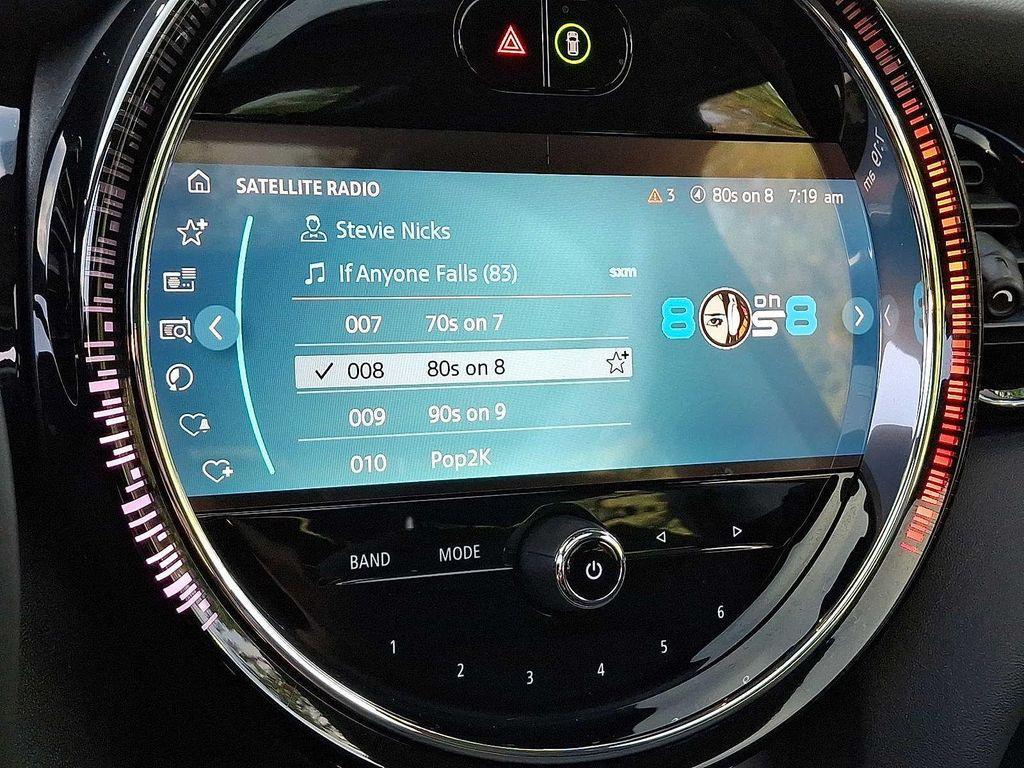 SATELLITE RADIO
3 80s on 8 7:19 am
Stevie Nicks
If Anyone Falls (83)
sxm
007 70s on 7
008 80s on 8
009 90s on 9
010 Pop2K
8 on 8
BAND MODE
1 2 3 4 5 6